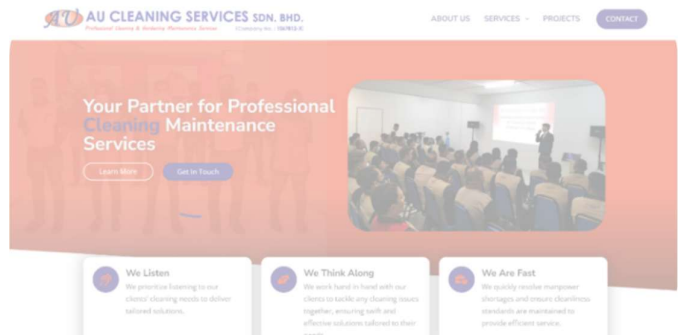 AU AU CLEANING SERVICES SDN. BHD.
Professional Cleaning & Gardening Maintenance Services
ABOUT US SERVICES PROJECTS CONTACT
Your Partner for Professional
Cleaning Maintenance
Services
Learn More Get In Touch
We Listen
We prioritise listening to our
clients' cleaning needs to deliver
tailored solutions.
We Think Along
We work hand in hand with our
clients to tackle any cleaning issues
together, ensuring swift and
effective solutions tailored to their
We Are Fast
We quickly resolve manpower
shortages and ensure cleanliness
standards are maintained to
provide efficient service.